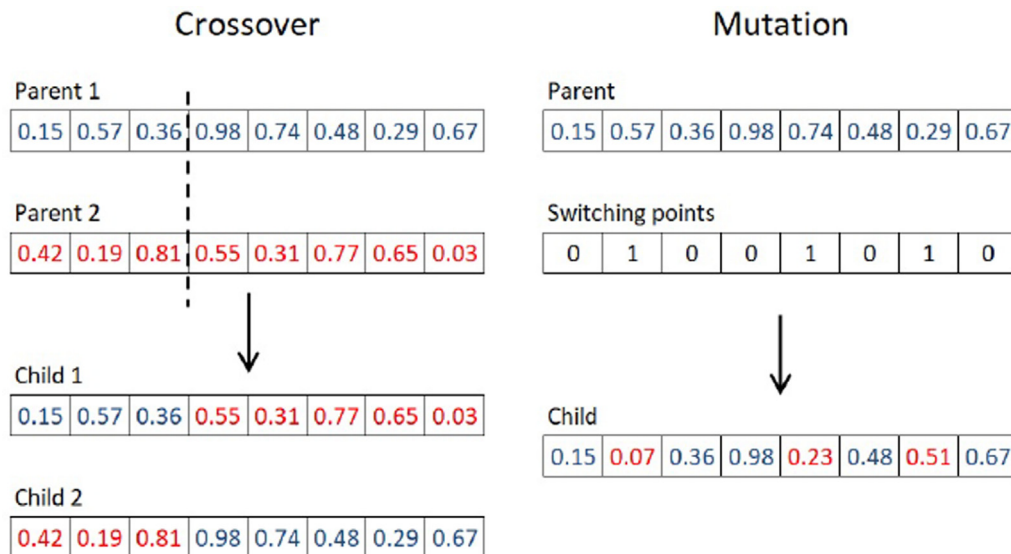 Crossover
Parent 1
0.15 0.57 0.36 0.98 0.74 0.48 0.29 0.67
Parent 2
0.42 0.19 0.81 0.55 0.31 0.77 0.65 0.03
Child 1
0.15 0.57 0.36 0.55 0.31 0.77 0.65 0.03
Child 2
0.42 0.19 0.81 0.98 0.74 0.48 0.29 0.67
Mutation
Parent
0.15 0.57 0.36 0.98 0.74 0.48 0.29 0.67
Switching points
0 1 0 0 1 0 1 0
Child
0.15 0.07 0.36 0.98 0.23 0.48 0.51 0.67